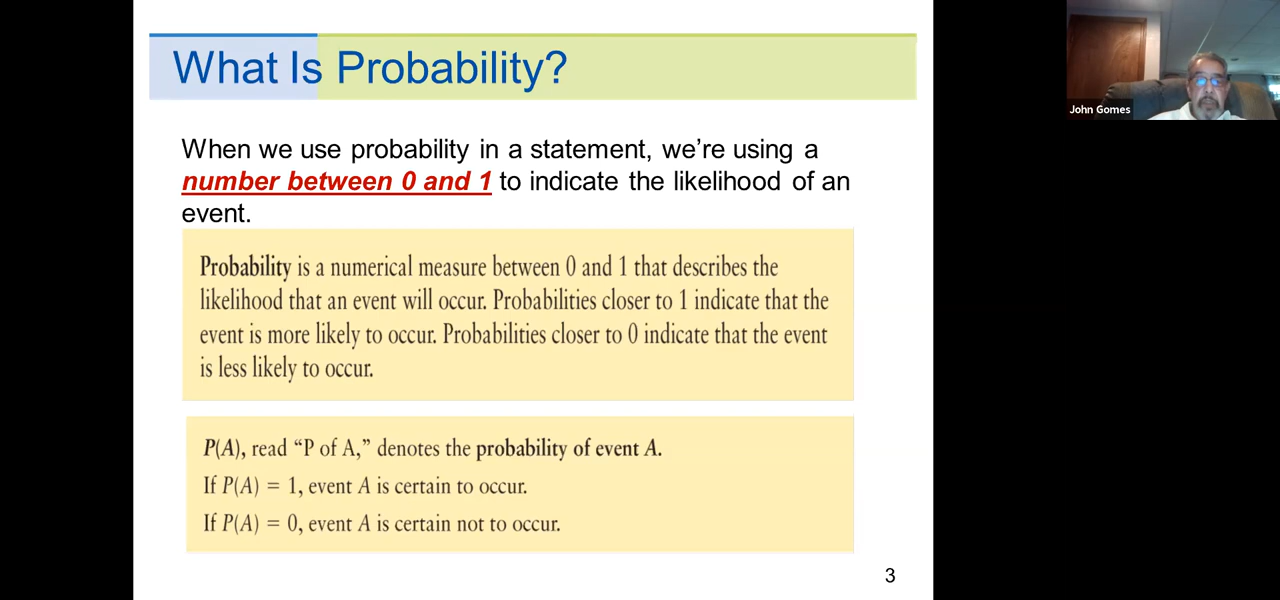 What Is Probability?
John Gomes
When we use probability in a statement, we’re using a
number between 0 and 1 to indicate the likelihood of an
event.
Probability is a numerical measure between 0 and 1 that describes the
likelihood that an event will occur. Probabilities closer to 1 indicate that the
event is more likely to occur. Probabilities closer to 0 indicate that the event
is less likely to occur.
P(A), read “P of A,” denotes the probability of event A.
If P(A) = 1, event A is certain to occur.
If P(A) = 0, event A is certain not to occur.
3